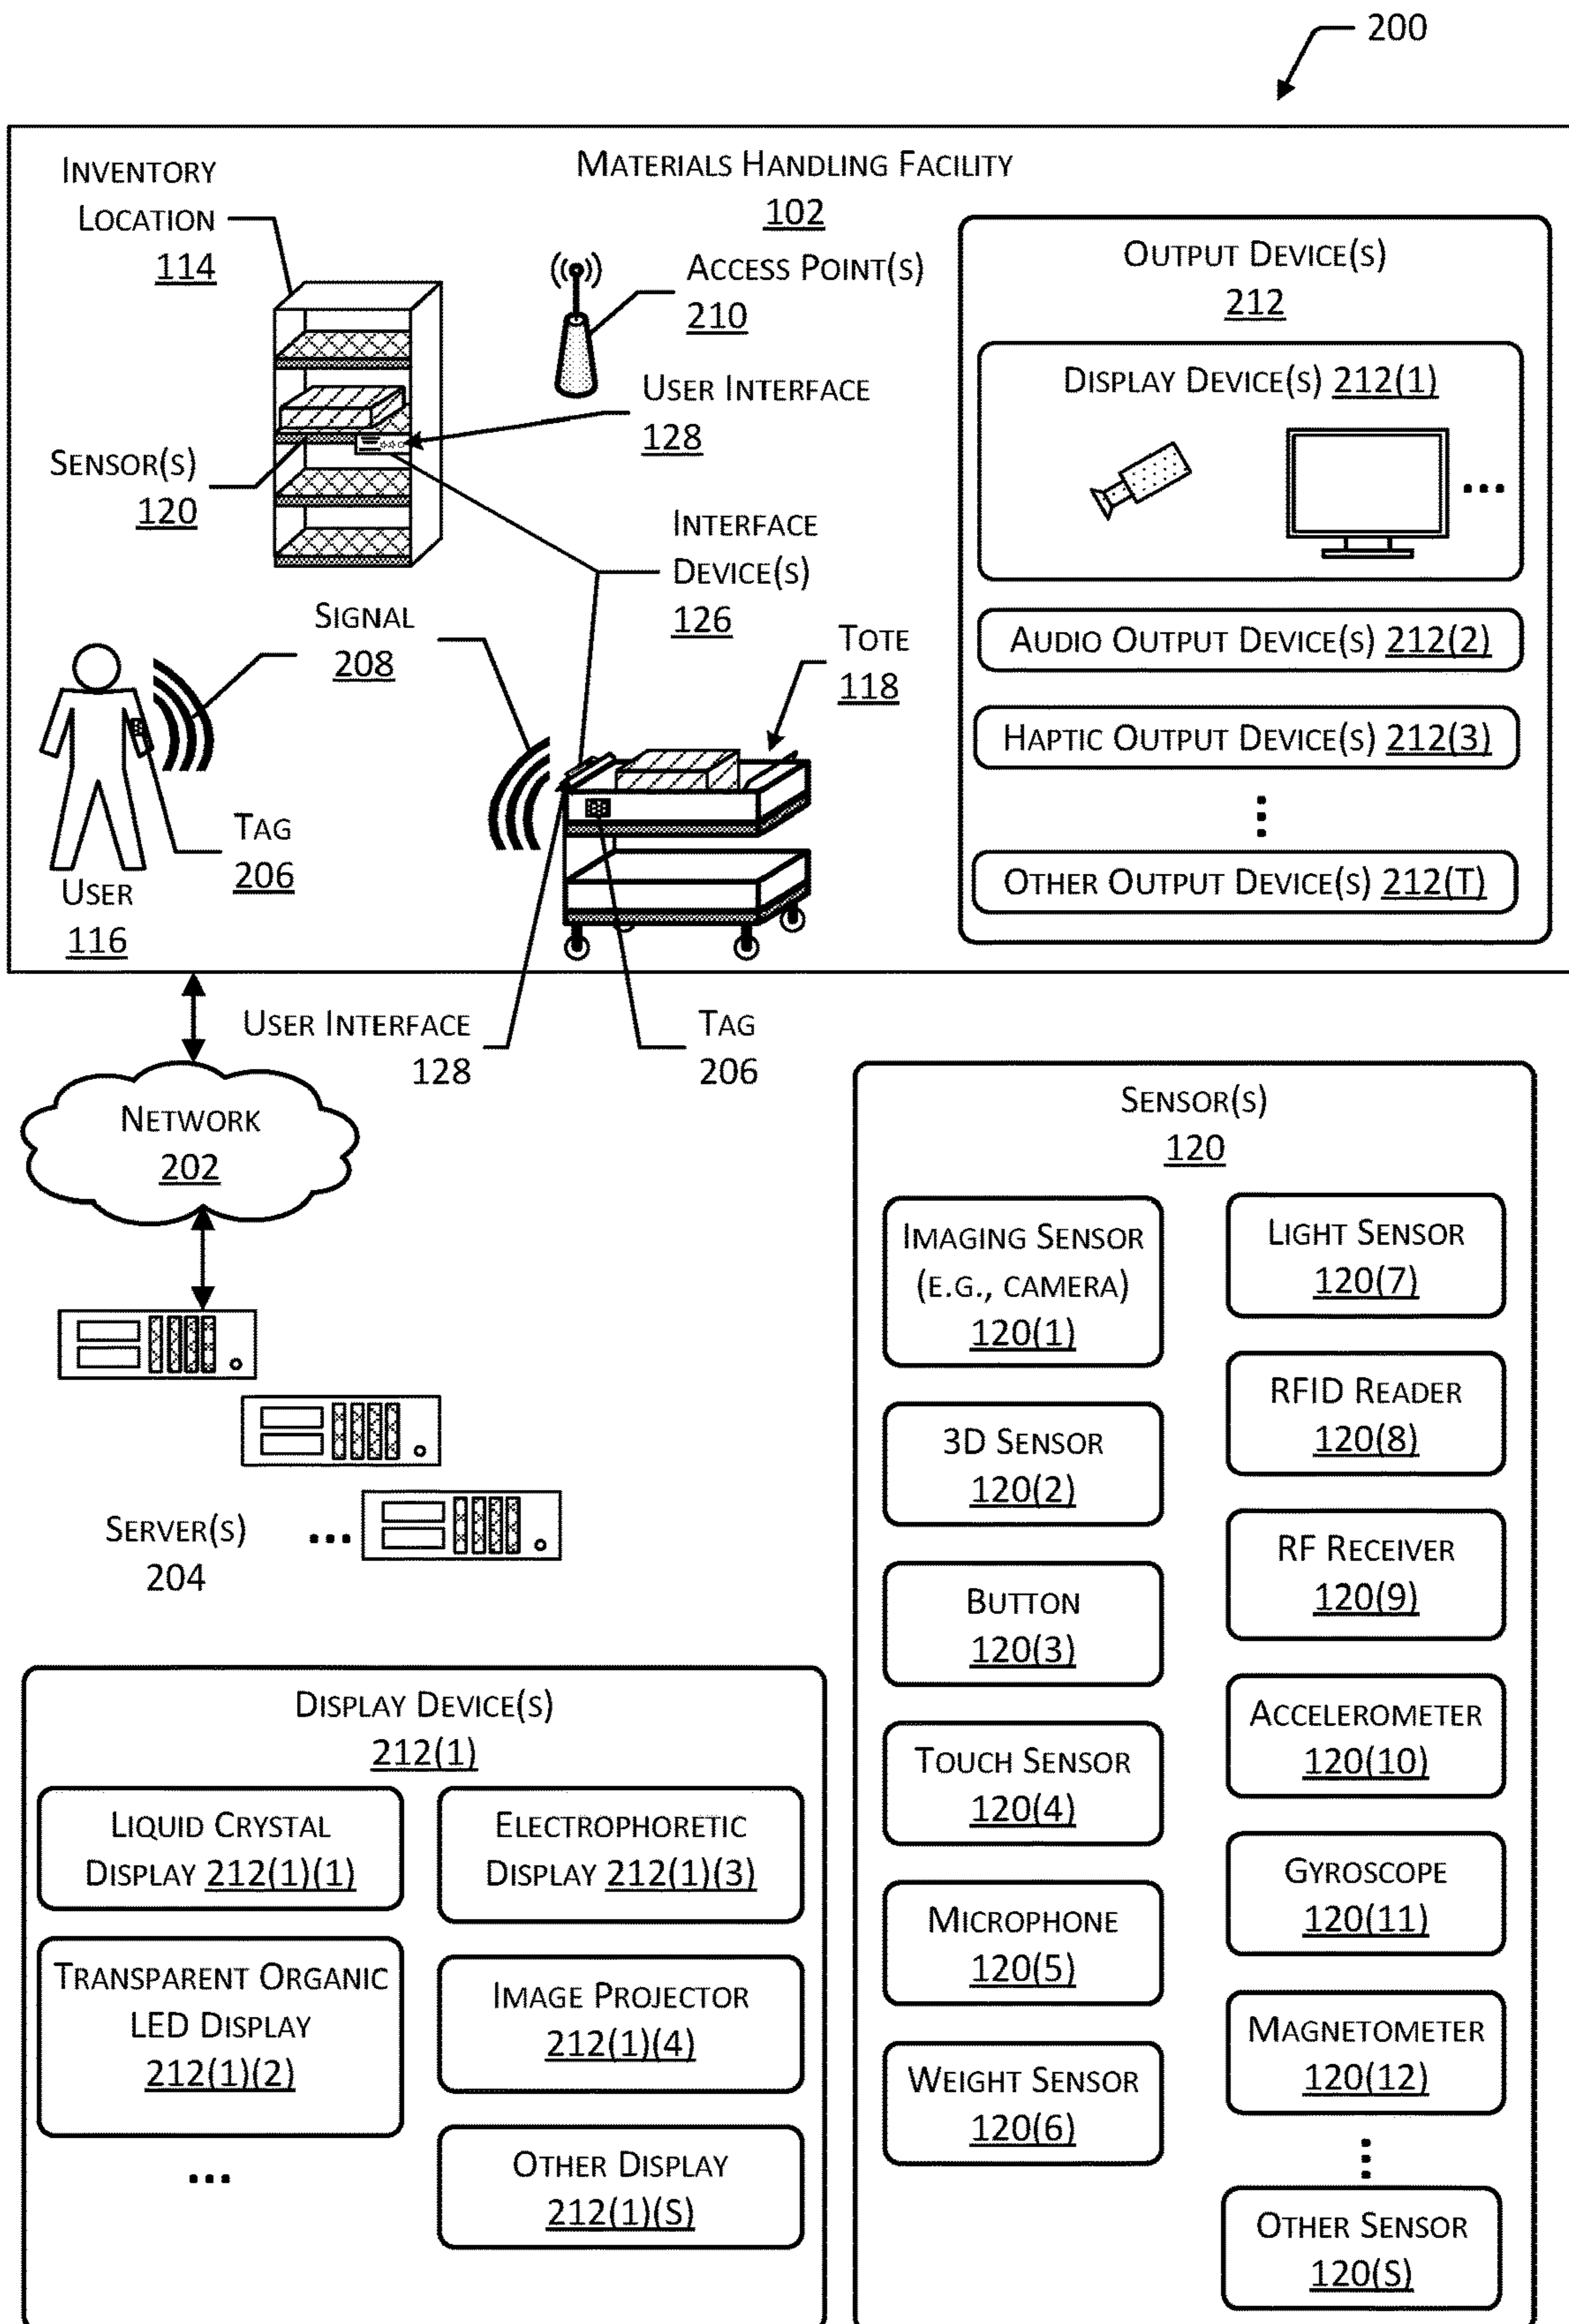 200
INVENTORY
LOCATION
114
MATERIALS HANDLING FACILITY
102
ACCESS POINT(S)
210
USER INTERFACE
128
SENSOR(S)
120
INTERFACE
DEVICE(S)
126
SIGNAL
208
TOTE
118
TAG
206
USER
116
OUTPUT DEVICE(S)
212
DISPLAY DEVICE(S) 212(1)
...
AUDIO OUTPUT DEVICE(S) 212(2)
HAPTIC OUTPUT DEVICE(S) 212(3)
OTHER OUTPUT DEVICE(S) 212(T)
USER INTERFACE
128
TAG
206
NETWORK
202
SERVER(S)
204
...
DISPLAY DEVICE(S)
212(1)
LIQUID CRYSTAL
DISPLAY 212(1)(1)
TRANSPARENT ORGANIC
LED DISPLAY
212(1)(2)
...
ELECTROPHORETIC
DISPLAY 212(1)(3)
IMAGE PROJECTOR
212(1)(4)
OTHER DISPLAY
212(1)(S)
SENSOR(S)
120
IMAGING SENSOR
(E.G., CAMERA)
120(1)
3D SENSOR
120(2)
BUTTON
120(3)
TOUCH SENSOR
120(4)
MICROPHONE
120(5)
WEIGHT SENSOR
120(6)
LIGHT SENSOR
120(7)
RFID READER
120(8)
RF RECEIVER
120(9)
ACCELEROMETER
120(10)
GYROSCOPE
120(11)
MAGNETOMETER
120(12)
OTHER SENSOR
120(S)